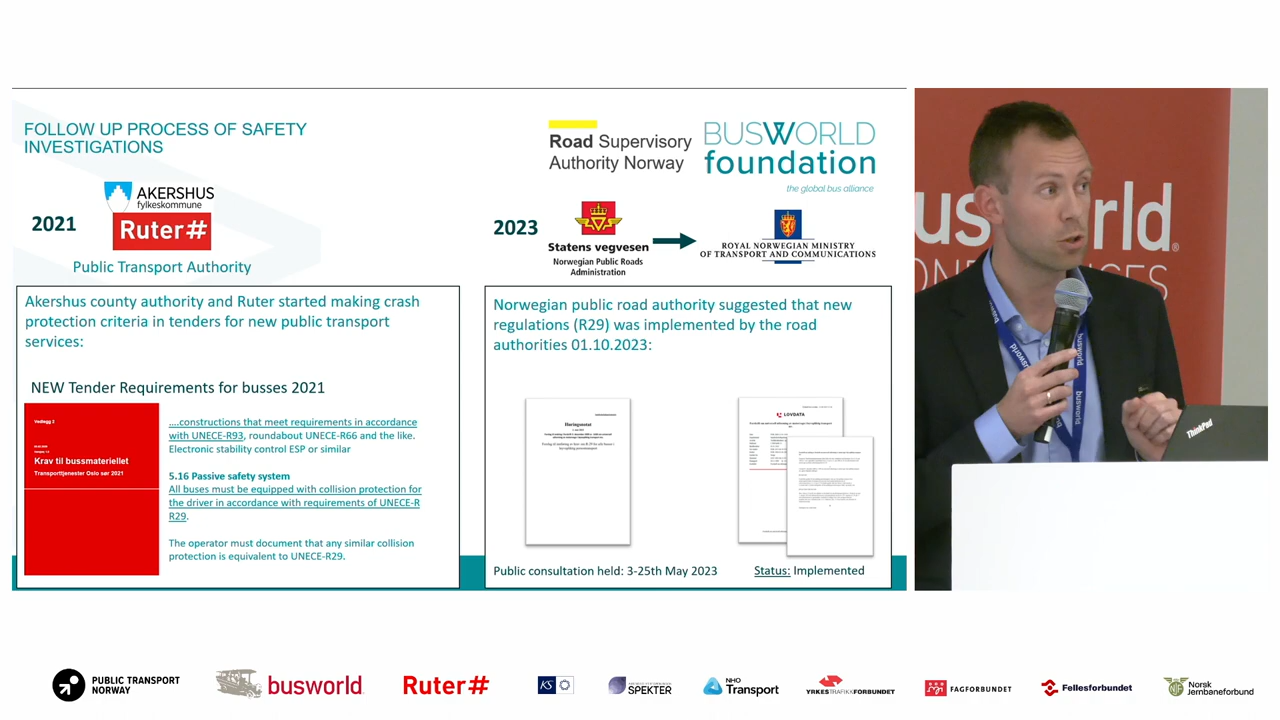 FOLLOW UP PROCESS OF SAFETY
INVESTIGATIONS
Road Supervisory
Authority Norway
BUSWORLD
foundation
the global bus alliance
2021
AKERSHUS
fylkeskommune
Ruter#
Public Transport Authority
2023
Statens vegvesen
Norwegian Public Roads
Administration
ROYAL NORWEGIAN MINISTRY
OF TRANSPORT AND COMMUNICATIONS
Akershus county authority and Ruter started making crash
protection criteria in tenders for new public transport
services:
NEW Tender Requirements for busses 2021
Vedlegg 2
Krav til bussmateriellet
Transporttjenester Oslo sør 2021
....constructions that meet requirements in accordance
with UNECE-R93, roundabout UNECE-R66 and the like.
Electronic stability control ESP or similar
5.16 Passive safety system
All buses must be equipped with collision protection for
the driver in accordance with requirements of UNECE-R
R29.
The operator must document that any similar collision
protection is equivalent to UNECE-R29.
Norwegian public road authority suggested that new
regulations (R29) was implemented by the road
authorities 01.10.2023:
Høringsnotat
LOVDATA
Public consultation held: 3-25th May 2023
Status: Implemented
us
rld
®
ON
CES
busworld
busworld
ThinkPad
PUBLIC TRANSPORT
NORWAY
busworld
Ruter#
KS
SPEKTER
NHO
Transport
YRKESTRAFIKKFORBUNDET
FAGFORBUNDET
Fellesforbundet
Norsk
Jernbaneforbund